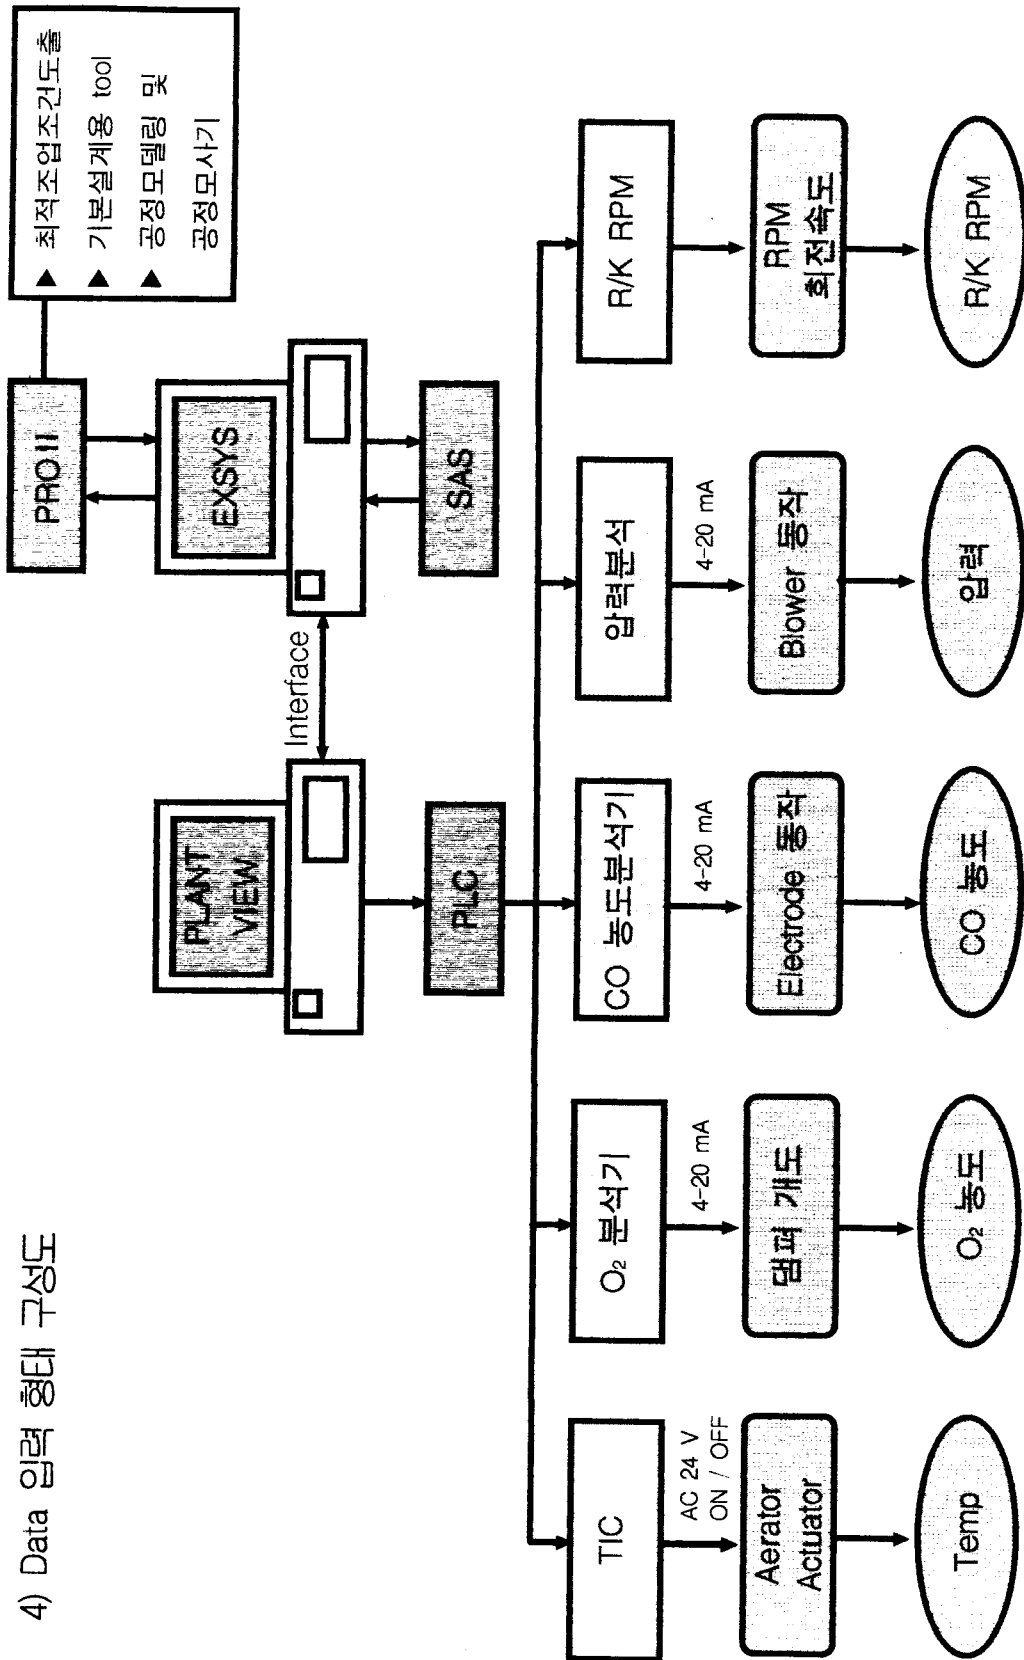 4) Data 입력 형태 구성도
PRO II
▶ 최적조업조건도출
▶ 기본설계용 tool
▶ 공정모델링 및
공정모사기
PLANT
VIEW
Interface
EXSYS
PLC
SAS
TIC
O₂ 분석기
CO 농도분석기
압력분석
R/K RPM
AC 24 V
ON / OFF
4-20 mA
4-20 mA
4-20 mA
Aerator
Actuator
댐퍼 개도
Electrode 동작
Blower 동작
RPM
회전속도
Temp
O₂ 농도
CO 농도
압력
R/K RPM